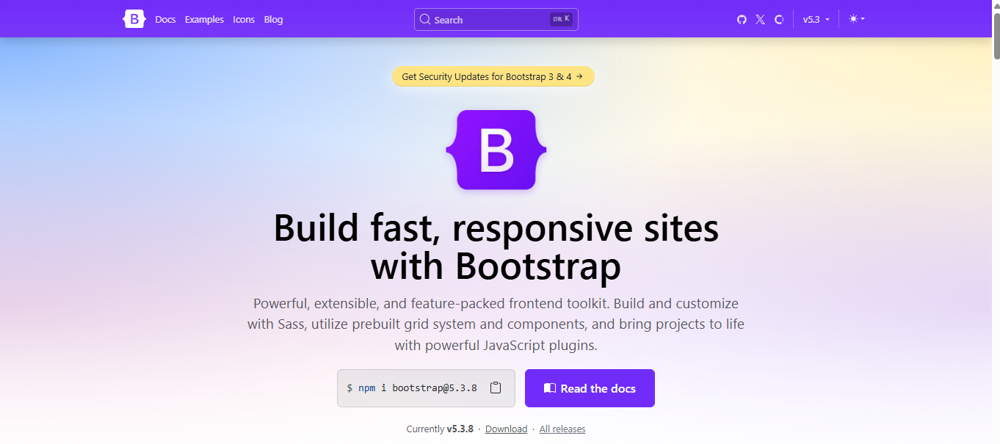 B Docs Examples Icons Blog Search CTRL K v5.3
Get Security Updates for Bootstrap 3 & 4 →
B
Build fast, responsive sites
with Bootstrap
Powerful, extensible, and feature-packed frontend toolkit. Build and customize
with Sass, utilize prebuilt grid system and components, and bring projects to life
with powerful JavaScript plugins.
$ npm i bootstrap@5.3.8 Read the docs
Currently v5.3.8 · Download · All releases